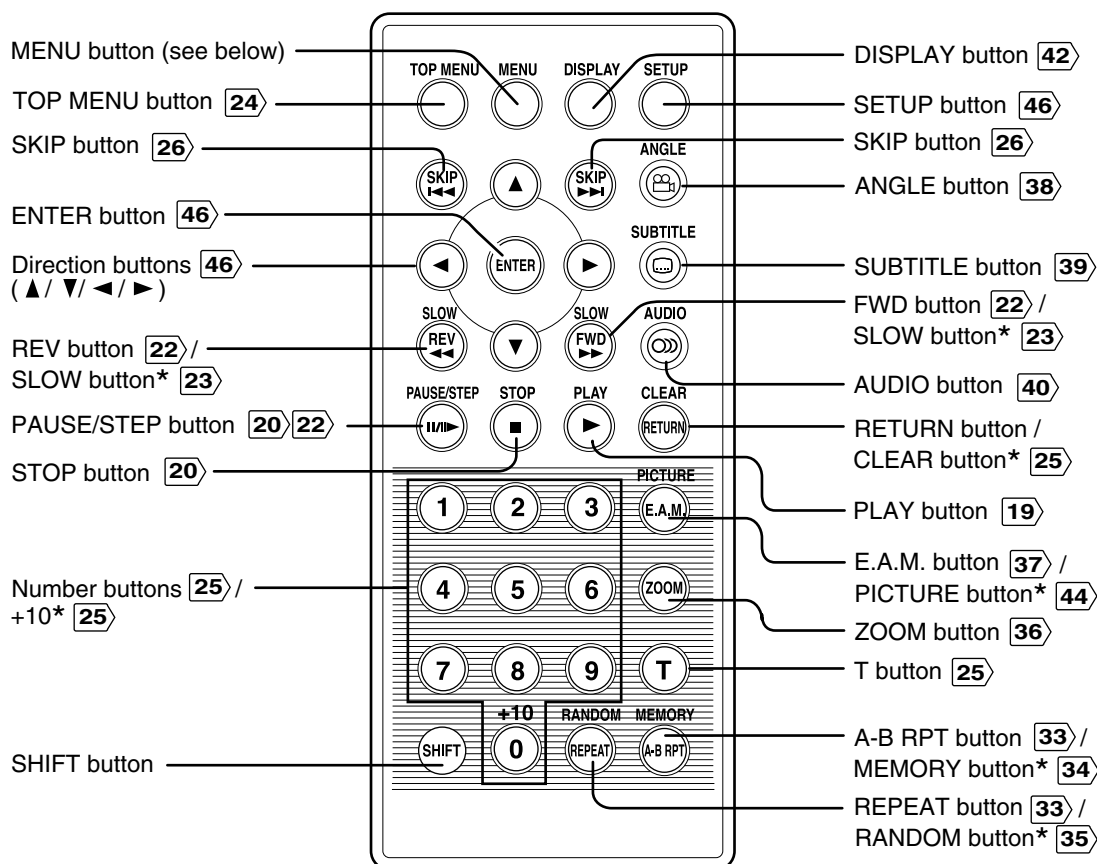 MENU button (see below)
TOP MENU button 24
SKIP button 26
ENTER button 46
Direction buttons 46
( ▲ / ▼ / ◄ / ► )
REV button 22 /
SLOW button* 23
PAUSE/STEP button 20 22
STOP button 20
Number buttons 25 /
+10* 25
SHIFT button
TOP MENU MENU DISPLAY SETUP
SKIP SKIP ANGLE
ENTER SUBTITLE
SLOW SLOW AUDIO
REV FWD
PAUSE/STEP STOP PLAY CLEAR
RETURN
PICTURE
1 2 3 E.A.M.
4 5 6 ZOOM
7 8 9 T
+10 RANDOM MEMORY
SHIFT 0 REPEAT A-B RPT
DISPLAY button 42
SETUP button 46
SKIP button 26
ANGLE button 38
SUBTITLE button 39
FWD button 22 /
SLOW button* 23
AUDIO button 40
RETURN button /
CLEAR button* 25
PLAY button 19
E.A.M. button 37 /
PICTURE button* 44
ZOOM button 36
T button 25
A-B RPT button 33 /
MEMORY button* 34
REPEAT button 33 /
RANDOM button* 35